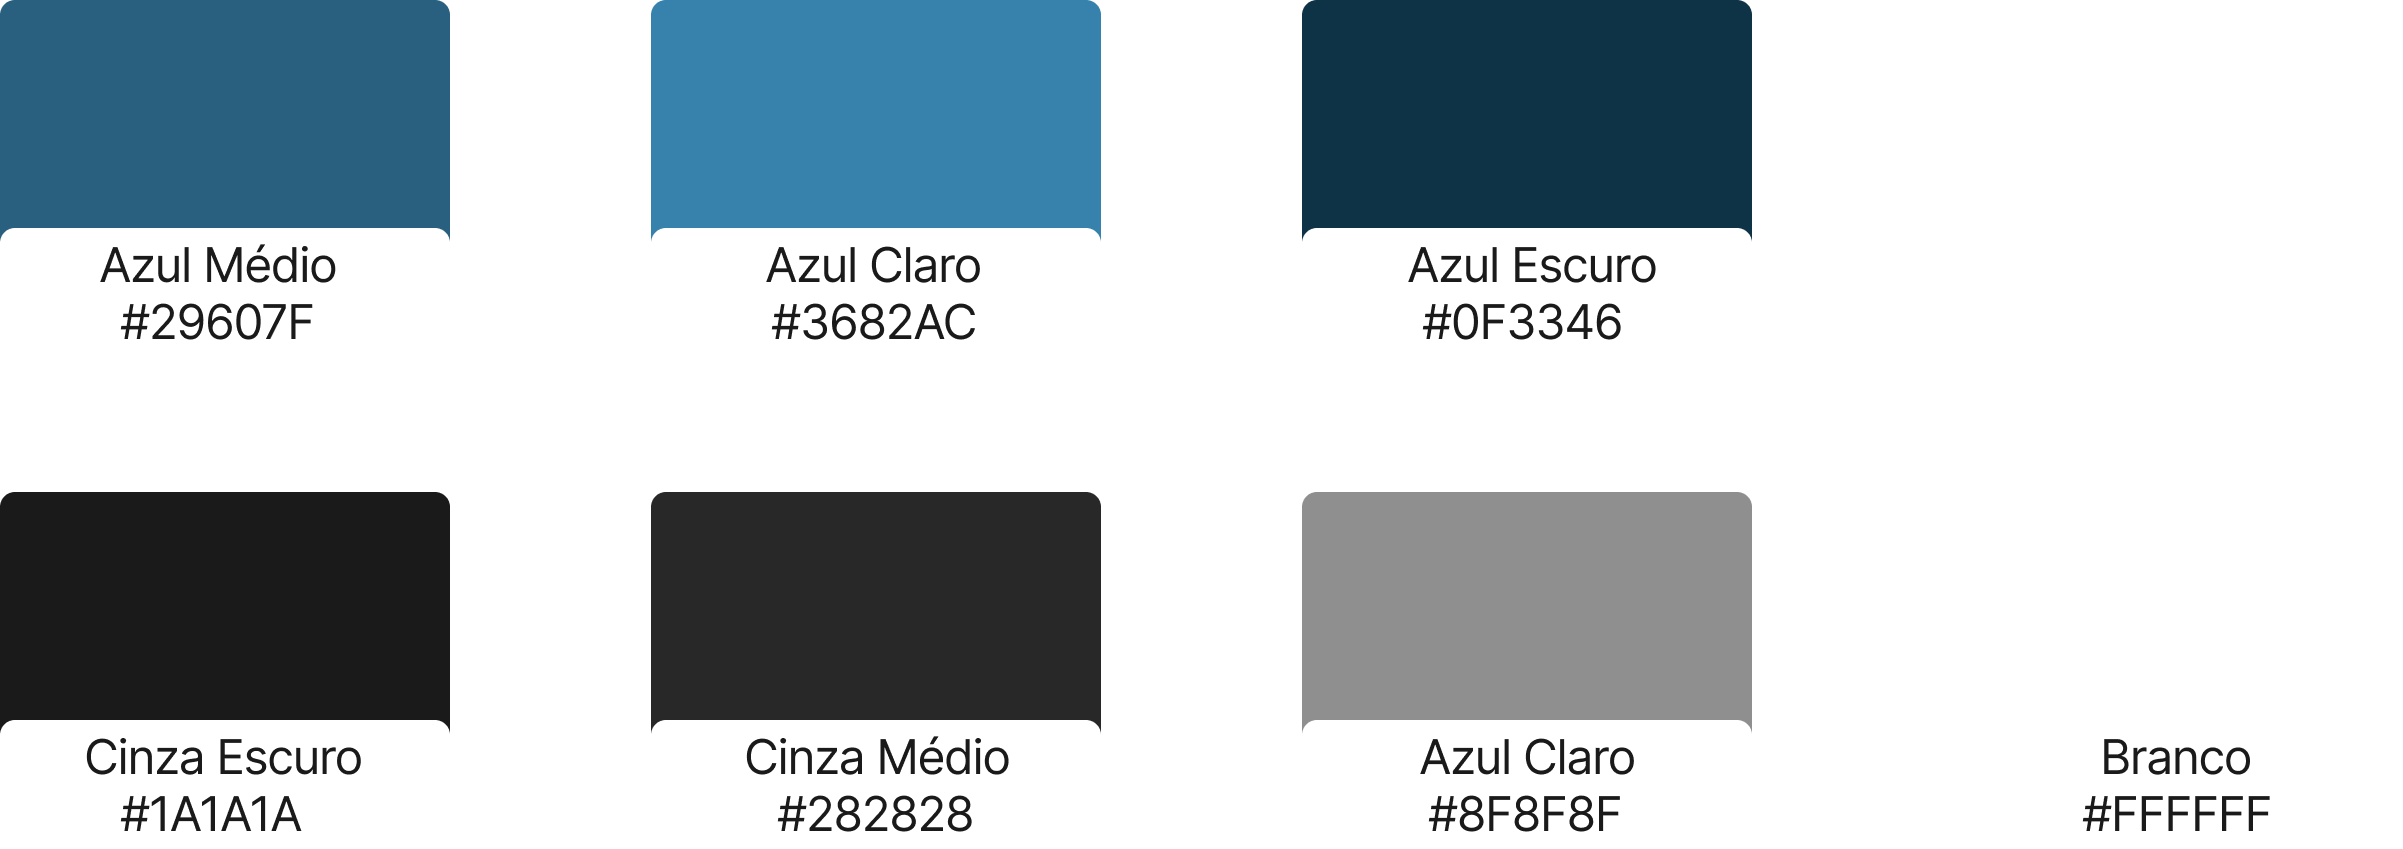 Azul Médio
#29607F
Azul Claro
#3682AC
Azul Escuro
#0F3346
Cinza Escuro
#1A1A1A
Cinza Médio
#282828
Azul Claro
#8F8F8F
Branco
#FFFFFF